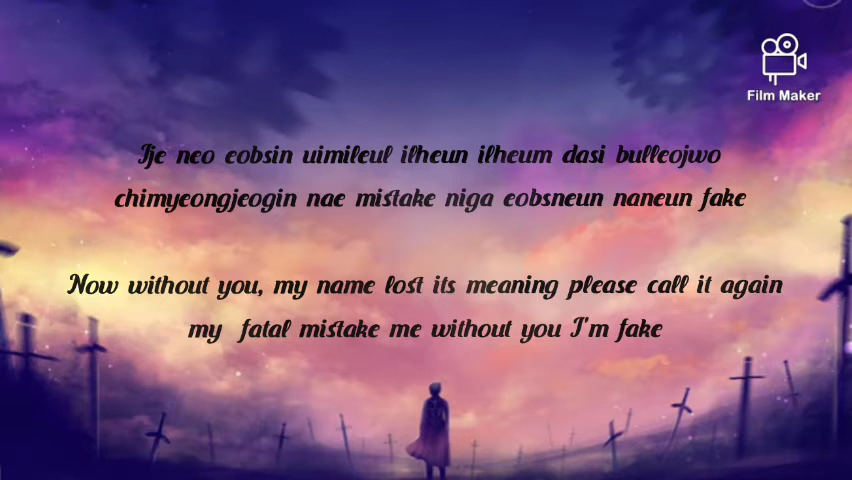 Film Maker
Ije neo eobsin uimileul ilheun ilheum dasi bulleojwo
chimyeongjeogin nae mistake niga eobsneun naneun fake
Now without you, my name lost its meaning please call it again
my fatal mistake me without you I'm fake